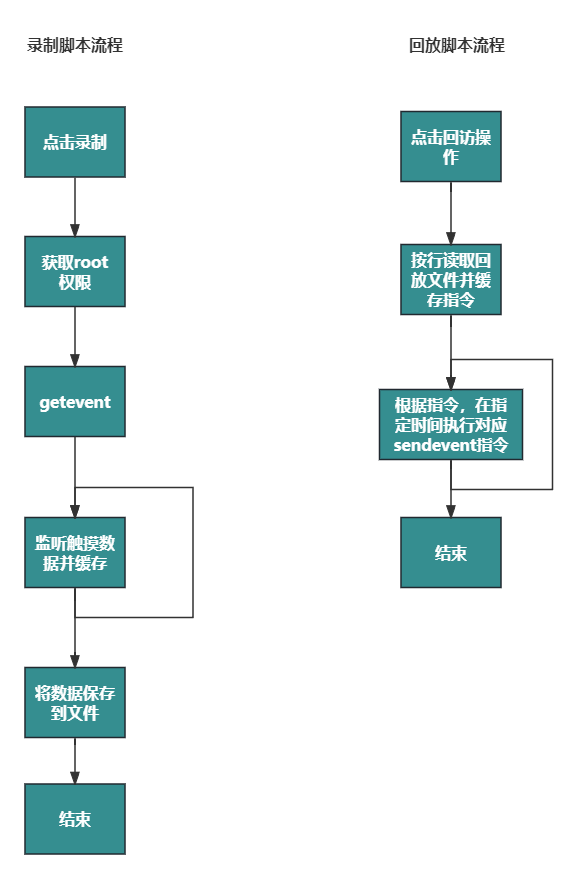 录制脚本流程
点击录制
获取root
权限
getevent
监听触摸数
据并缓存
将数据保存
到文件
结束
回放脚本流程
点击回访操
作
按行读取回
放文件并缓
存指令
根据指令，在指
定时间执行对应
sendevent指令
结束